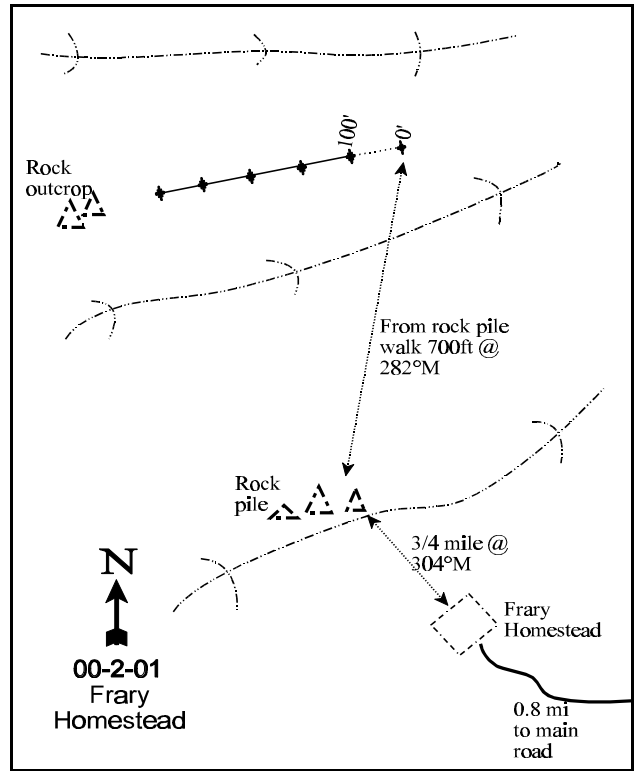 100'
0'
Rock
outcrop
From rock pile
walk 700ft @
282°M
Rock
pile
3/4 mile @
304°M
N
00-2-01
Frary
Homestead
Frary
Homestead
0.8 mi
to main
road